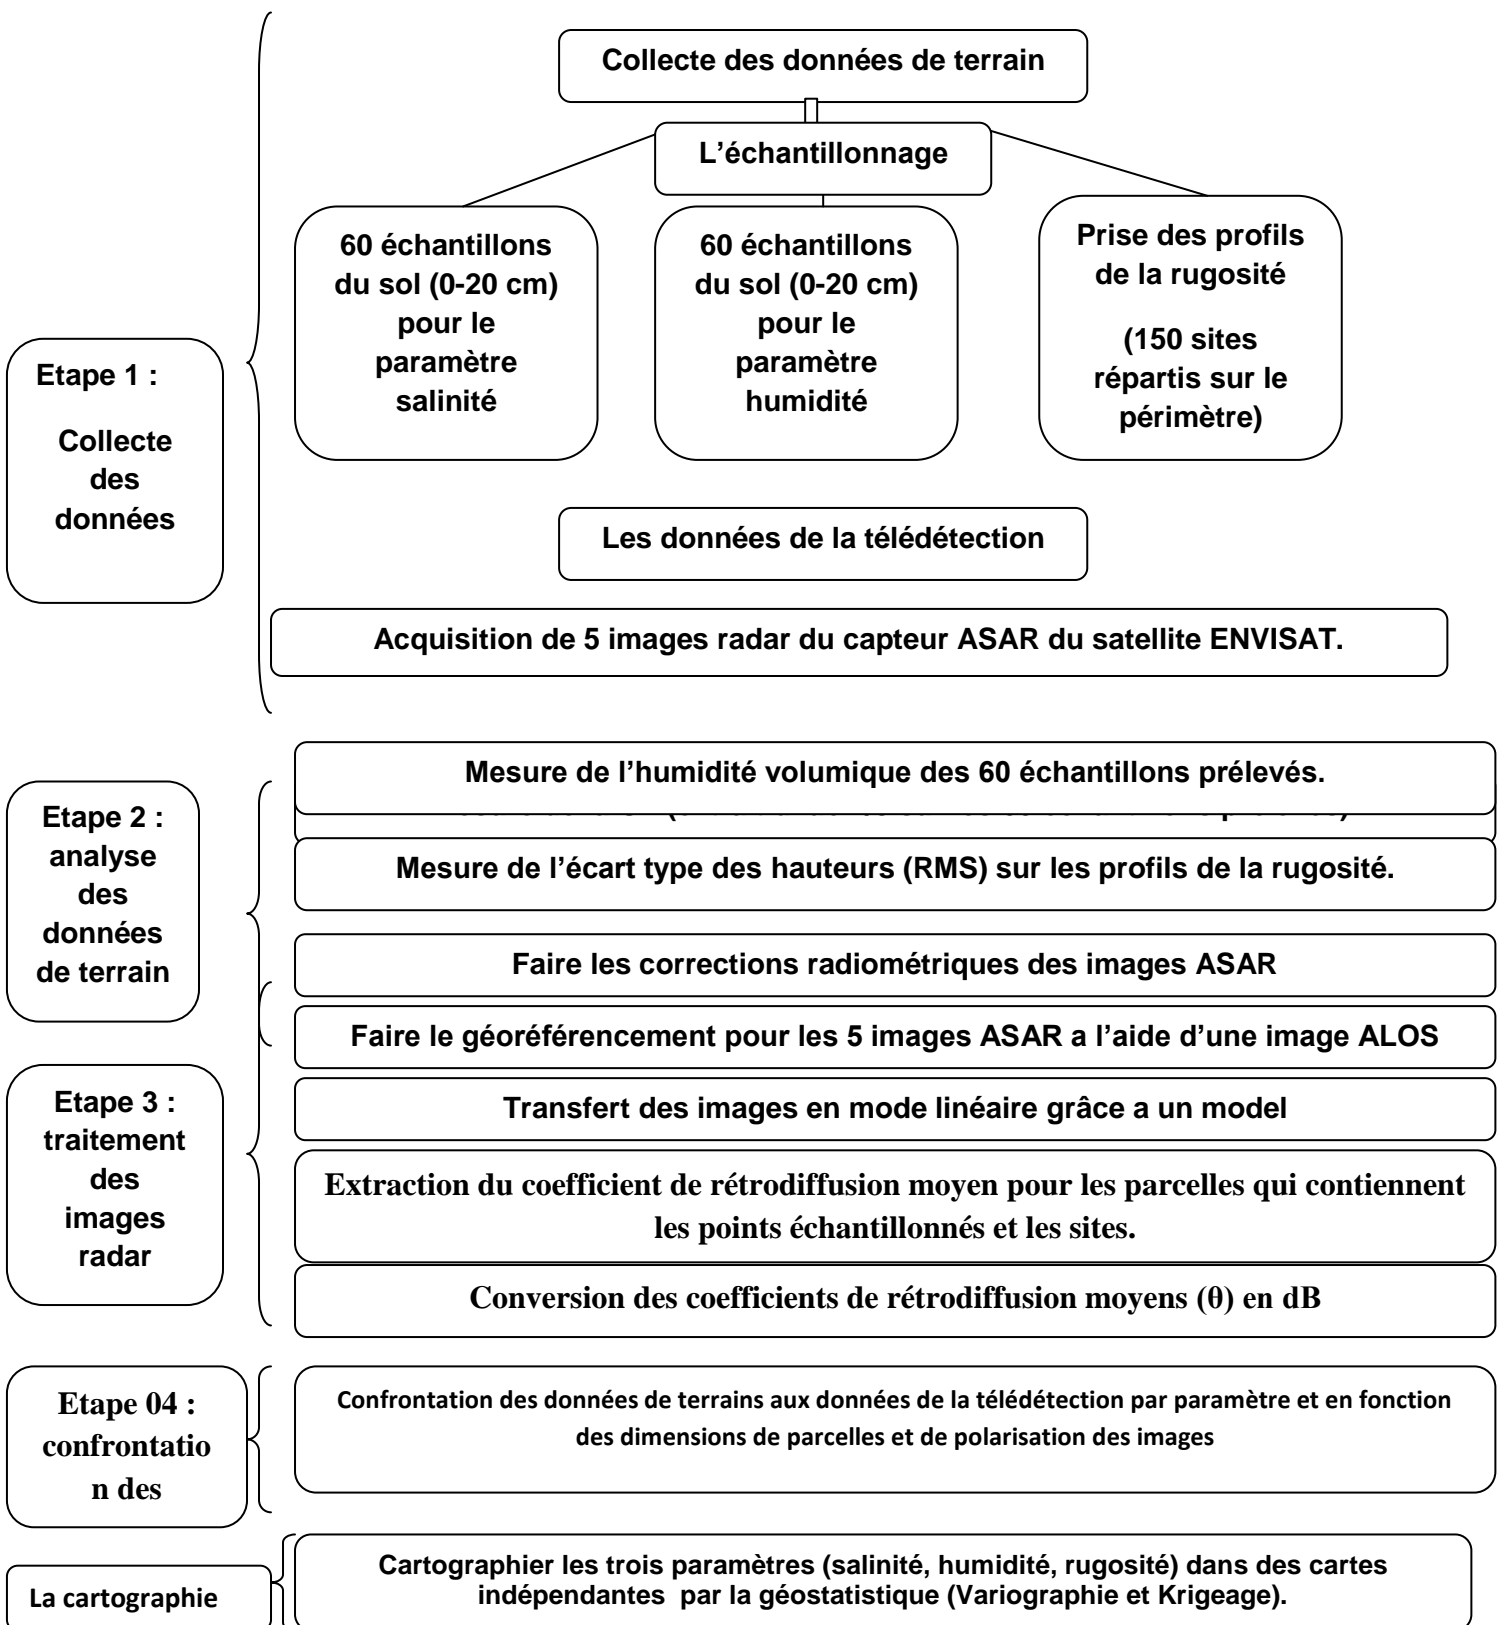 Collecte des données de terrain
L’échantillonnage
60 échantillons
du sol (0-20 cm)
pour le
paramètre
salinité
60 échantillons
du sol (0-20 cm)
pour le
paramètre
humidité
Prise des profils
de la rugosité
(150 sites
répartis sur le
périmètre)
Etape 1 :
Collecte
des
données
Les données de la télédétection
Acquisition de 5 images radar du capteur ASAR du satellite ENVISAT.
Etape 2 :
analyse
des
données
de terrain
Mesure de l’humidité volumique des 60 échantillons prélevés.
Mesure de l’écart type des hauteurs (RMS) sur les profils de la rugosité.
Etape 3 :
traitement
des
images
radar
Faire les corrections radiométriques des images ASAR
Faire le géoréférencement pour les 5 images ASAR a l’aide d’une image ALOS
Transfert des images en mode linéaire grâce a un model
Extraction du coefficient de rétrodiffusion moyen pour les parcelles qui contiennent
les points échantillonnés et les sites.
Conversion des coefficients de rétrodiffusion moyens (θ) en dB
Etape 04 :
confrontatio
n des
Confrontation des données de terrains aux données de la télédétection par paramètre et en fonction
des dimensions de parcelles et de polarisation des images
La cartographie
Cartographier les trois paramètres (salinité, humidité, rugosité) dans des cartes
indépendantes  par la géostatistique (Variographie et Krigeage).